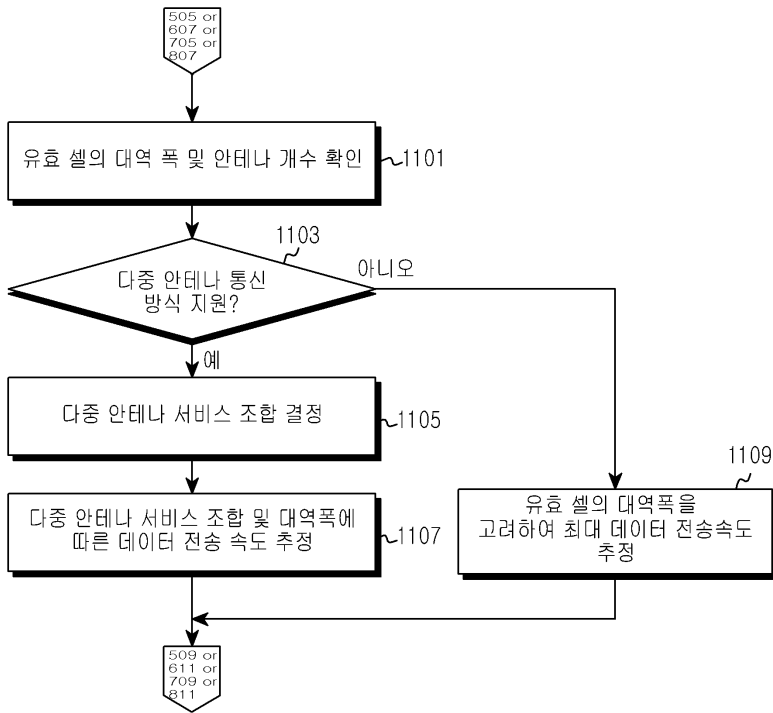 505 or
607 or
705 or
807
유효 셀의 대역 폭 및 안테나 개수 확인
1101
1103
다중 안테나 통신
방식 지원?
아니오
예
다중 안테나 서비스 조합 결정
1105
다중 안테나 서비스 조합 및 대역폭에
따른 데이터 전송 속도 추정
1107
1109
유효 셀의 대역폭을
고려하여 최대 데이터 전송속도
추정
509 or
611 or
709 or
811